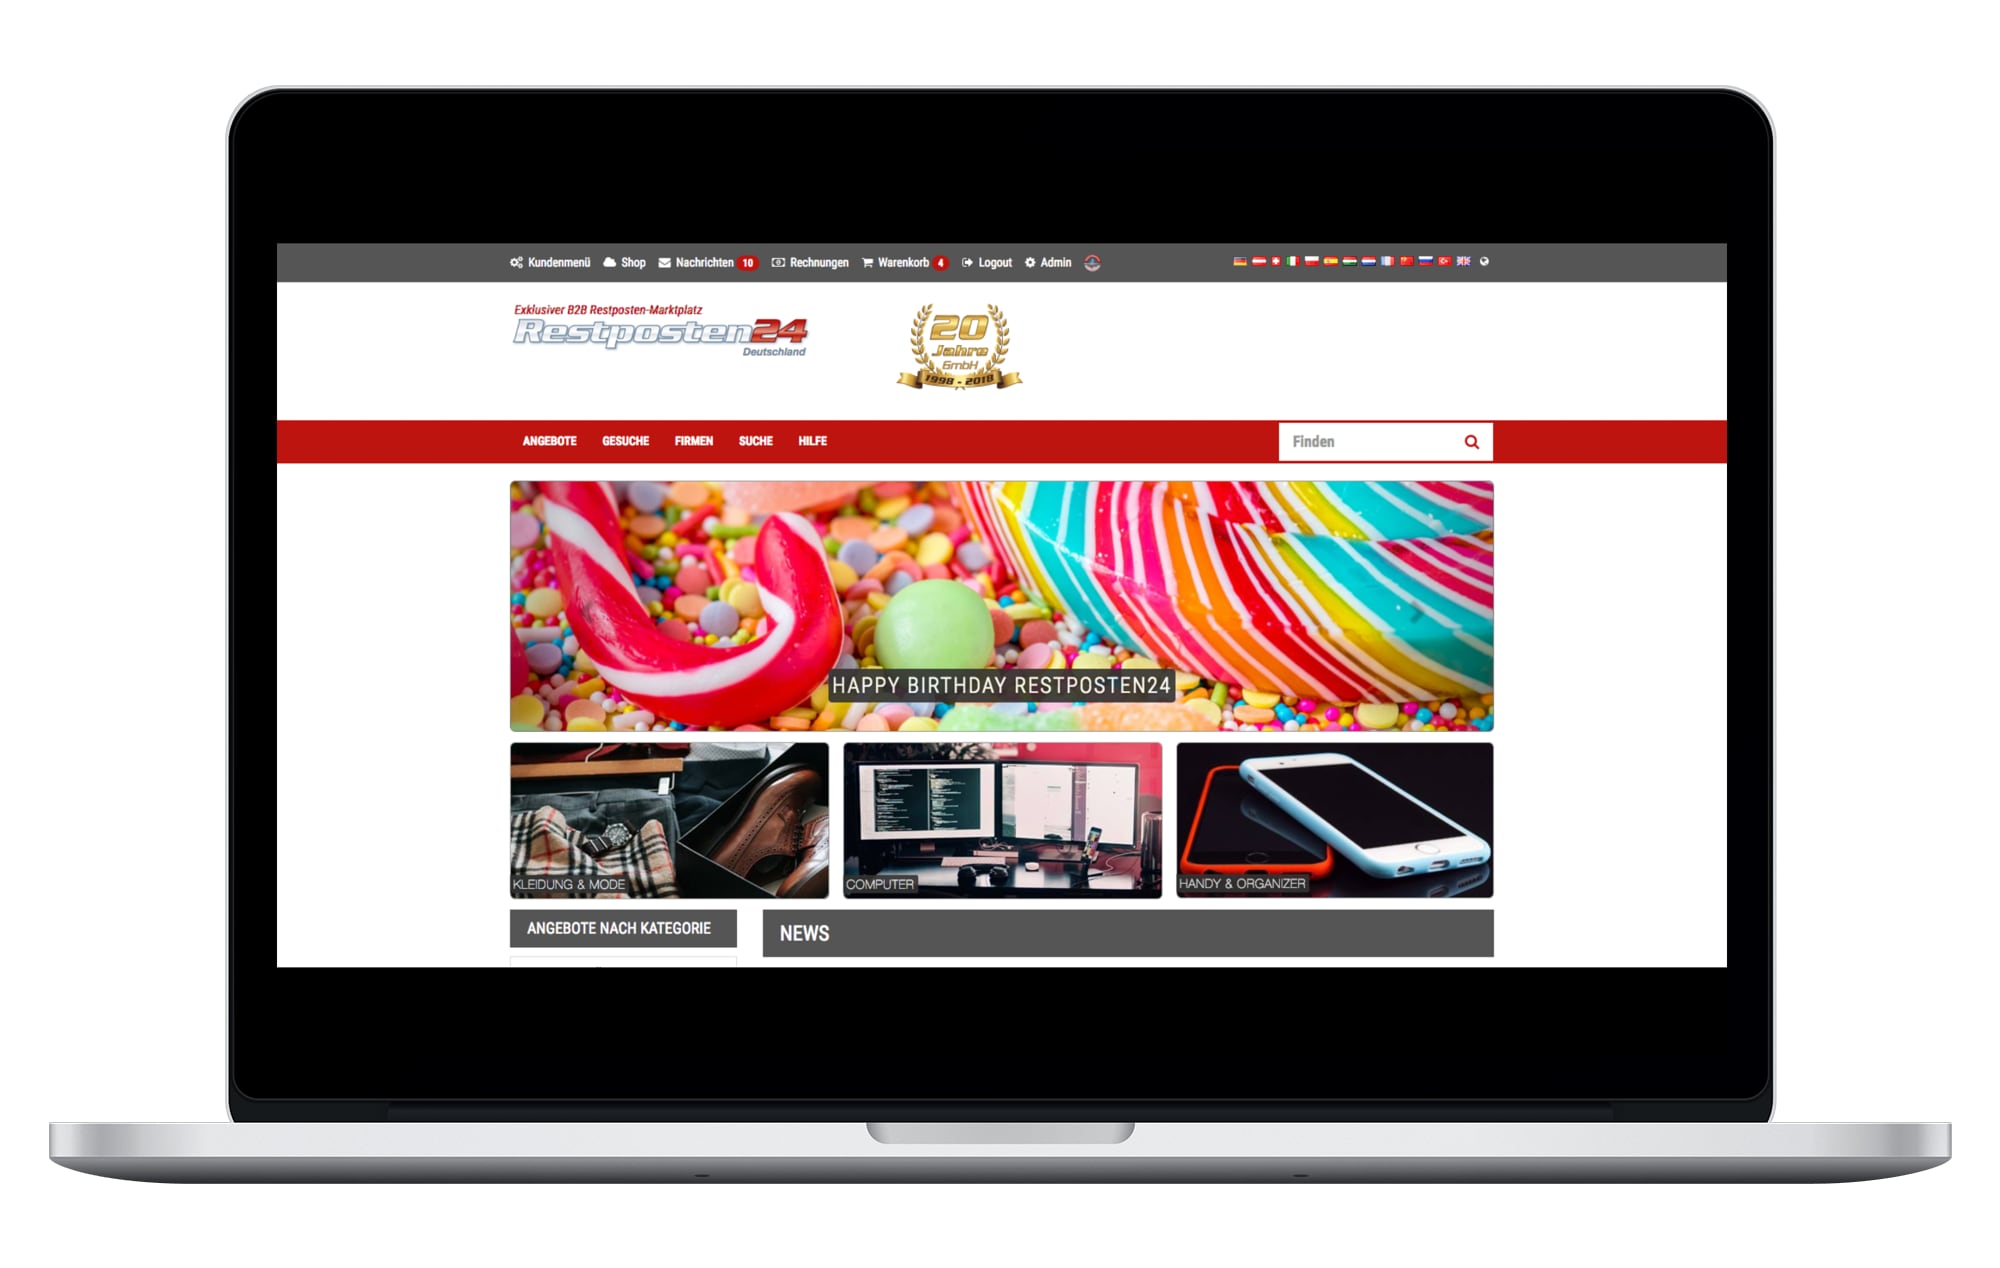 Kundenmenü Shop Nachrichten 10 Rechnungen Warenkorb 4 Logout Admin
Exklusiver B2B Restposten-Marktplatz
Restposten24
Deutschland
20
Jahre
GmbH
1998 - 2018
ANGEBOTE GESUCHE FIRMEN SUCHE HILFE
Finden
HAPPY BIRTHDAY RESTPOSTEN24
KLEIDUNG & MODE
COMPUTER
HANDY & ORGANIZER
ANGEBOTE NACH KATEGORIE
NEWS